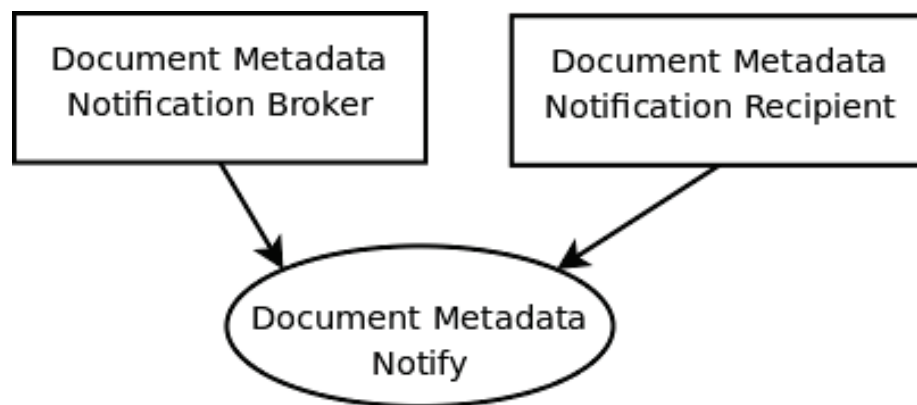 Document Metadata
Notification Broker
Document Metadata
Notification Recipient
Document Metadata
Notify